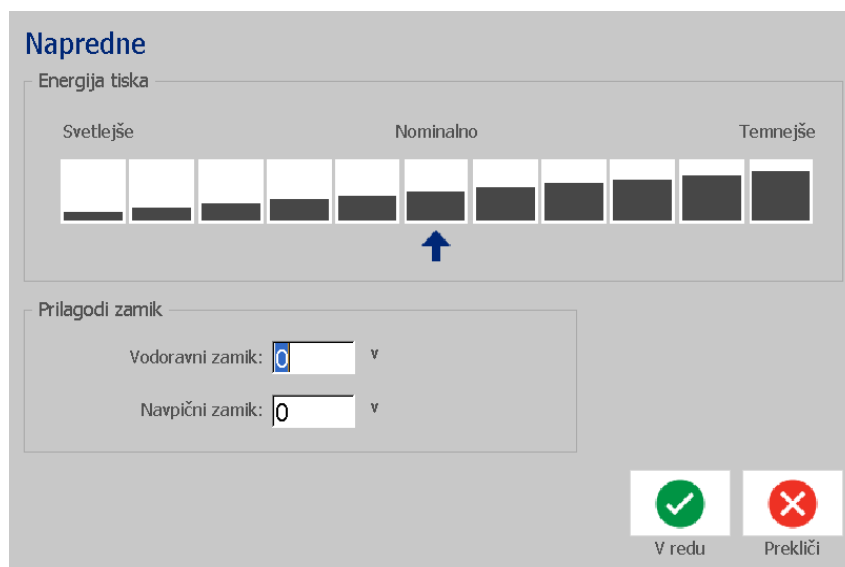 Napredne
Energija tiska
Svetlejše Nominalno Temnejše
Prilagodi zamik
Vodoravni zamik: 0 v
Navpični zamik: 0 v
V redu Prekliči